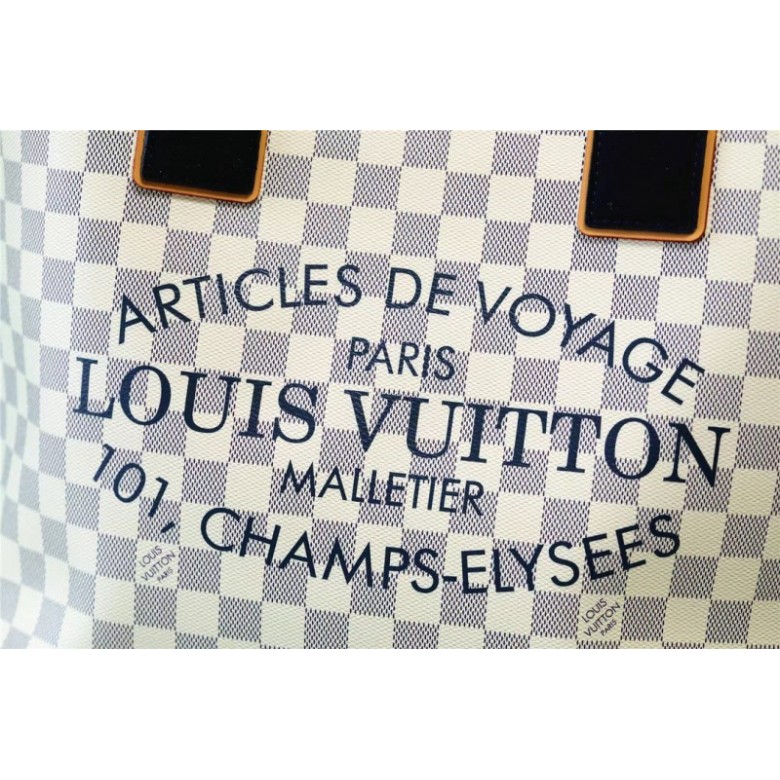 ARTICLES DE VOYAGE
PARIS
LOUIS VUITTON
MALLETIER
101, CHAMPS-ELYSEES
LOUIS
VUITTON
PARIS
LOUIS
VUITTON
PARIS